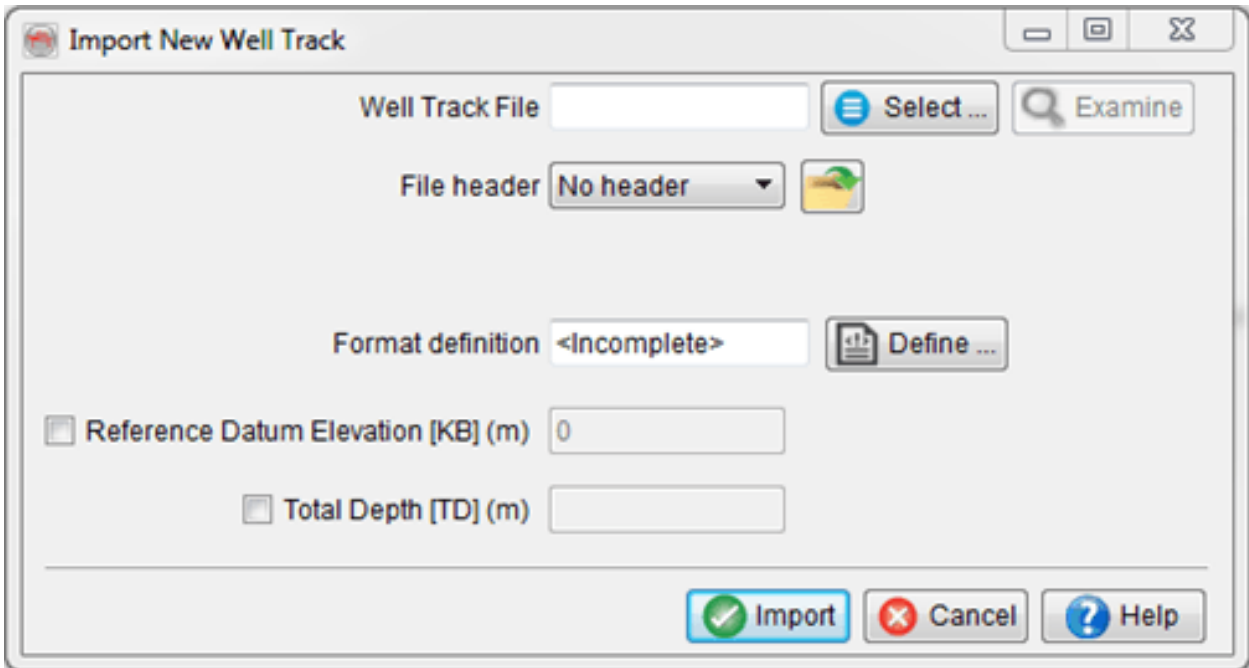 Import New Well Track
Well Track File Select ... Examine
File header No header
Format definition <Incomplete> Define ...
Reference Datum Elevation [KB] (m) 0
Total Depth [TD] (m)
Import Cancel Help